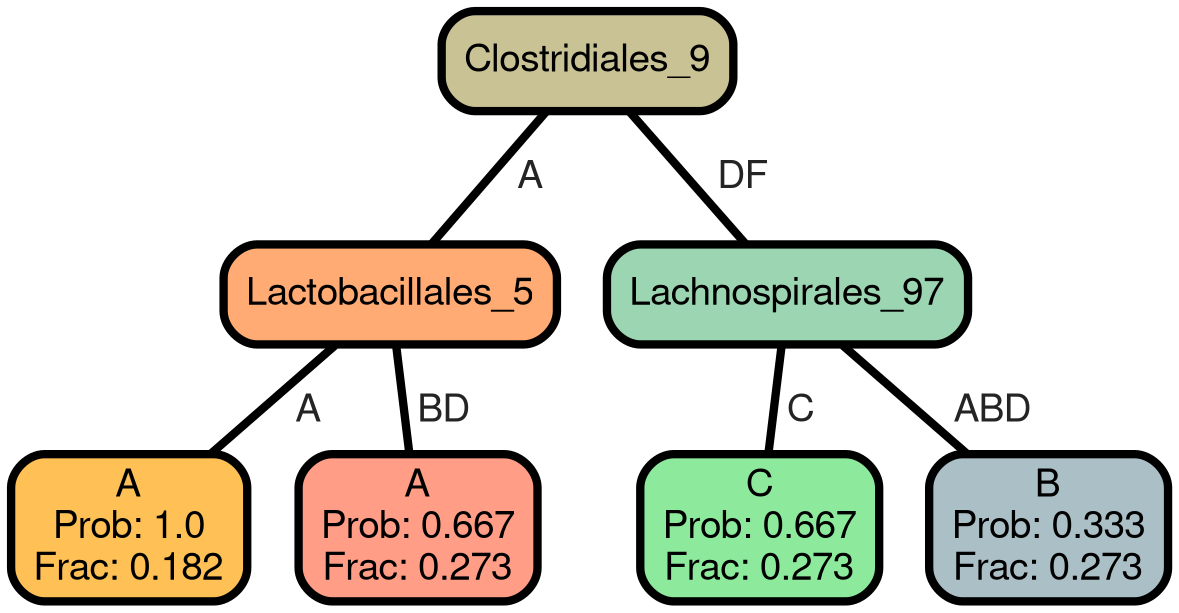 Clostridiales_9
A
DF
Lactobacillales_5
Lachnospirales_97
A
BD
C
ABD
A
Prob: 1.0
Frac: 0.182
A
Prob: 0.667
Frac: 0.273
C
Prob: 0.667
Frac: 0.273
B
Prob: 0.333
Frac: 0.273